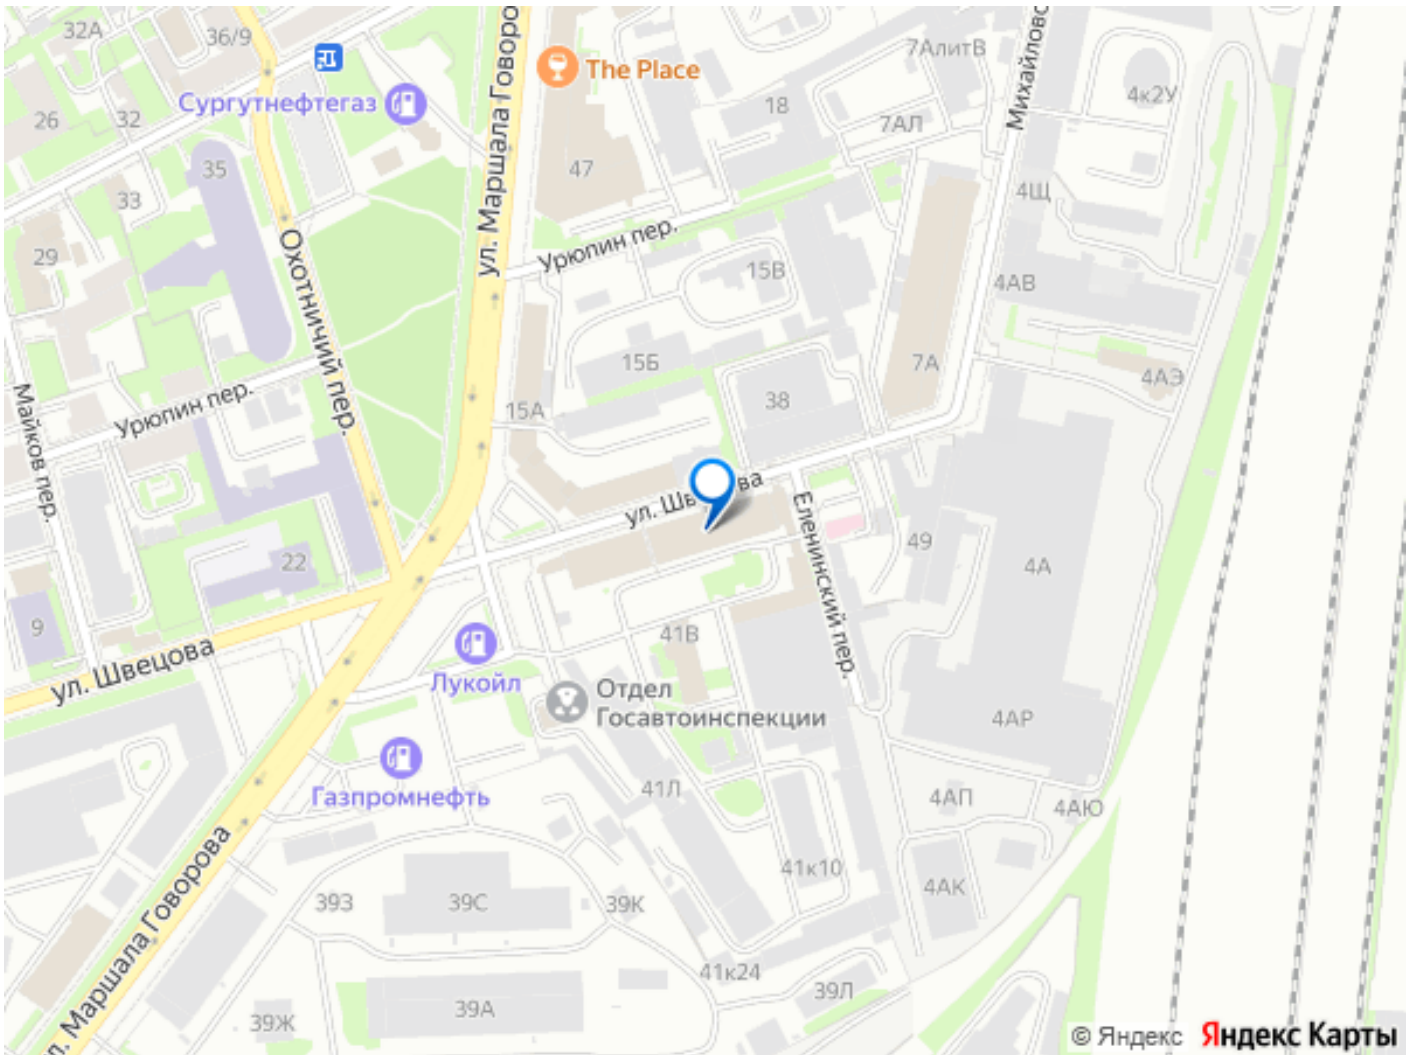 32А
36/9
ул. Маршала Говоро
The Place
7АлитВ
Михайловс
Сургутнефтегаз
26
32
18
4к2У
7АЛ
35
47
33
4Щ
29
Охотничий пер.
Урюпин пер.
15В
4АВ
15Б
7А
4АЭ
Майков пер.
Урюпин пер.
15А
38
ул. Шв
ва
Еленинский пер.
49
22
4А
9
41В
ул. Швецова
Лукойл
Отдел
Госавтоинспекции
4АР
Газпромнефть
41Л
4АП
4АЮ
ул. Маршала Говорова
41к10
4АК
39З
39С
39К
41к24
39Л
39Ж
39А
© Яндекс Яндекс Карты